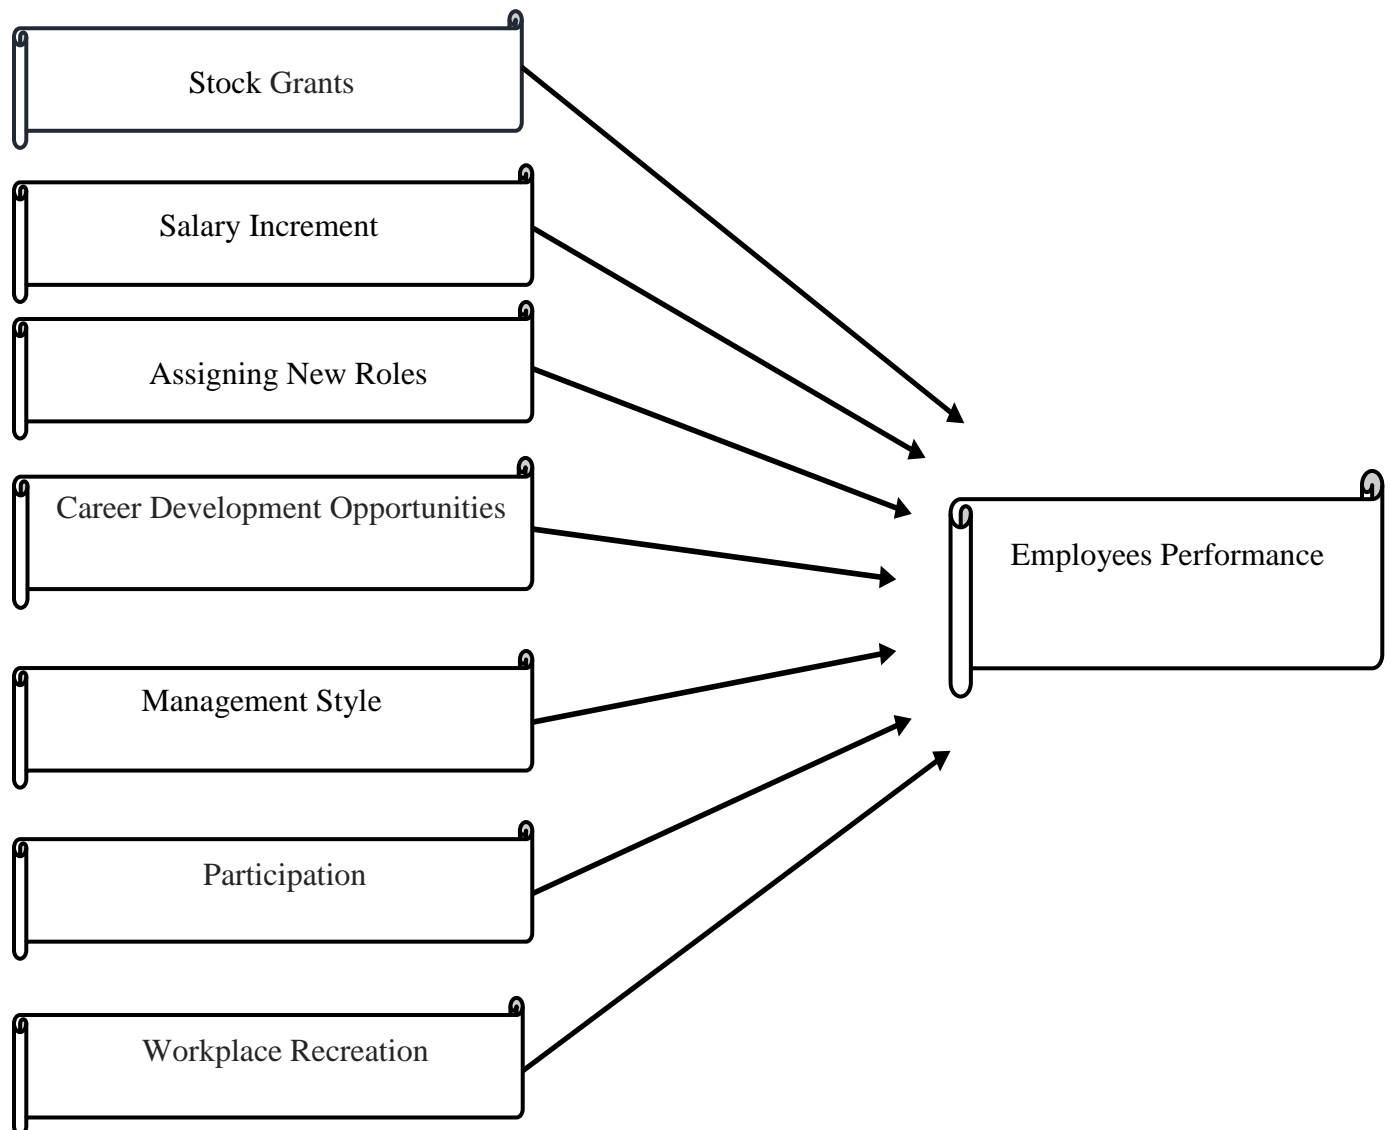 Stock Grants
Salary Increment
Assigning New Roles
Career Development Opportunities
Employees Performance
Management Style
Participation
Workplace Recreation